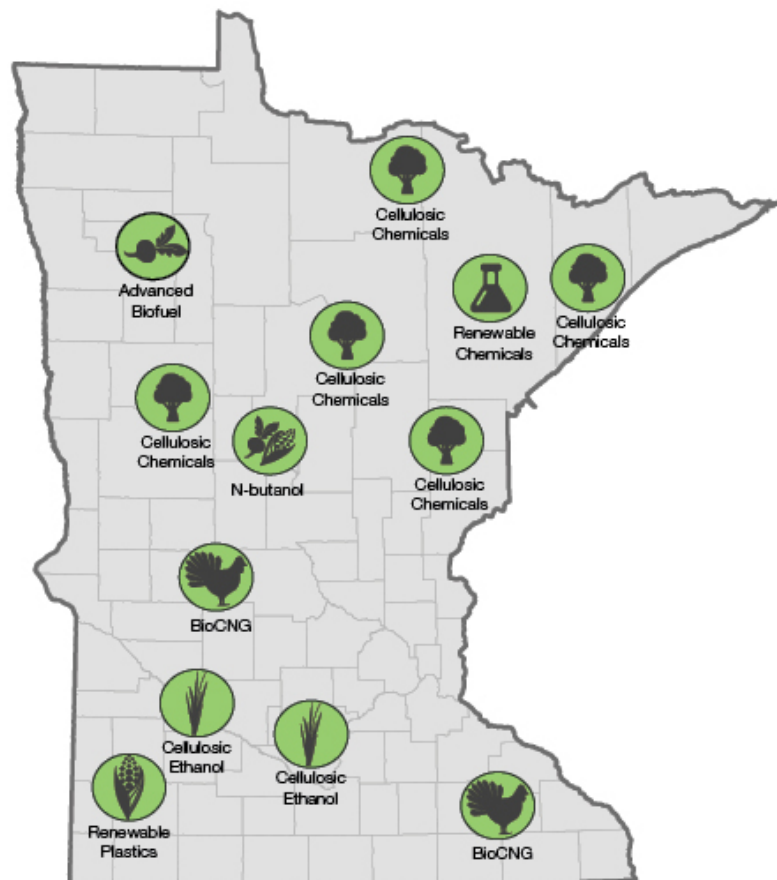 Cellulosic
Chemicals
Advanced
Biofuel
Renewable
Chemicals
Cellulosic
Chemicals
Cellulosic
Chemicals
Cellulosic
Chemicals
N-butanol
Cellulosic
Chemicals
BioCNG
Cellulosic
Ethanol
Cellulosic
Ethanol
Renewable
Plastics
BioCNG